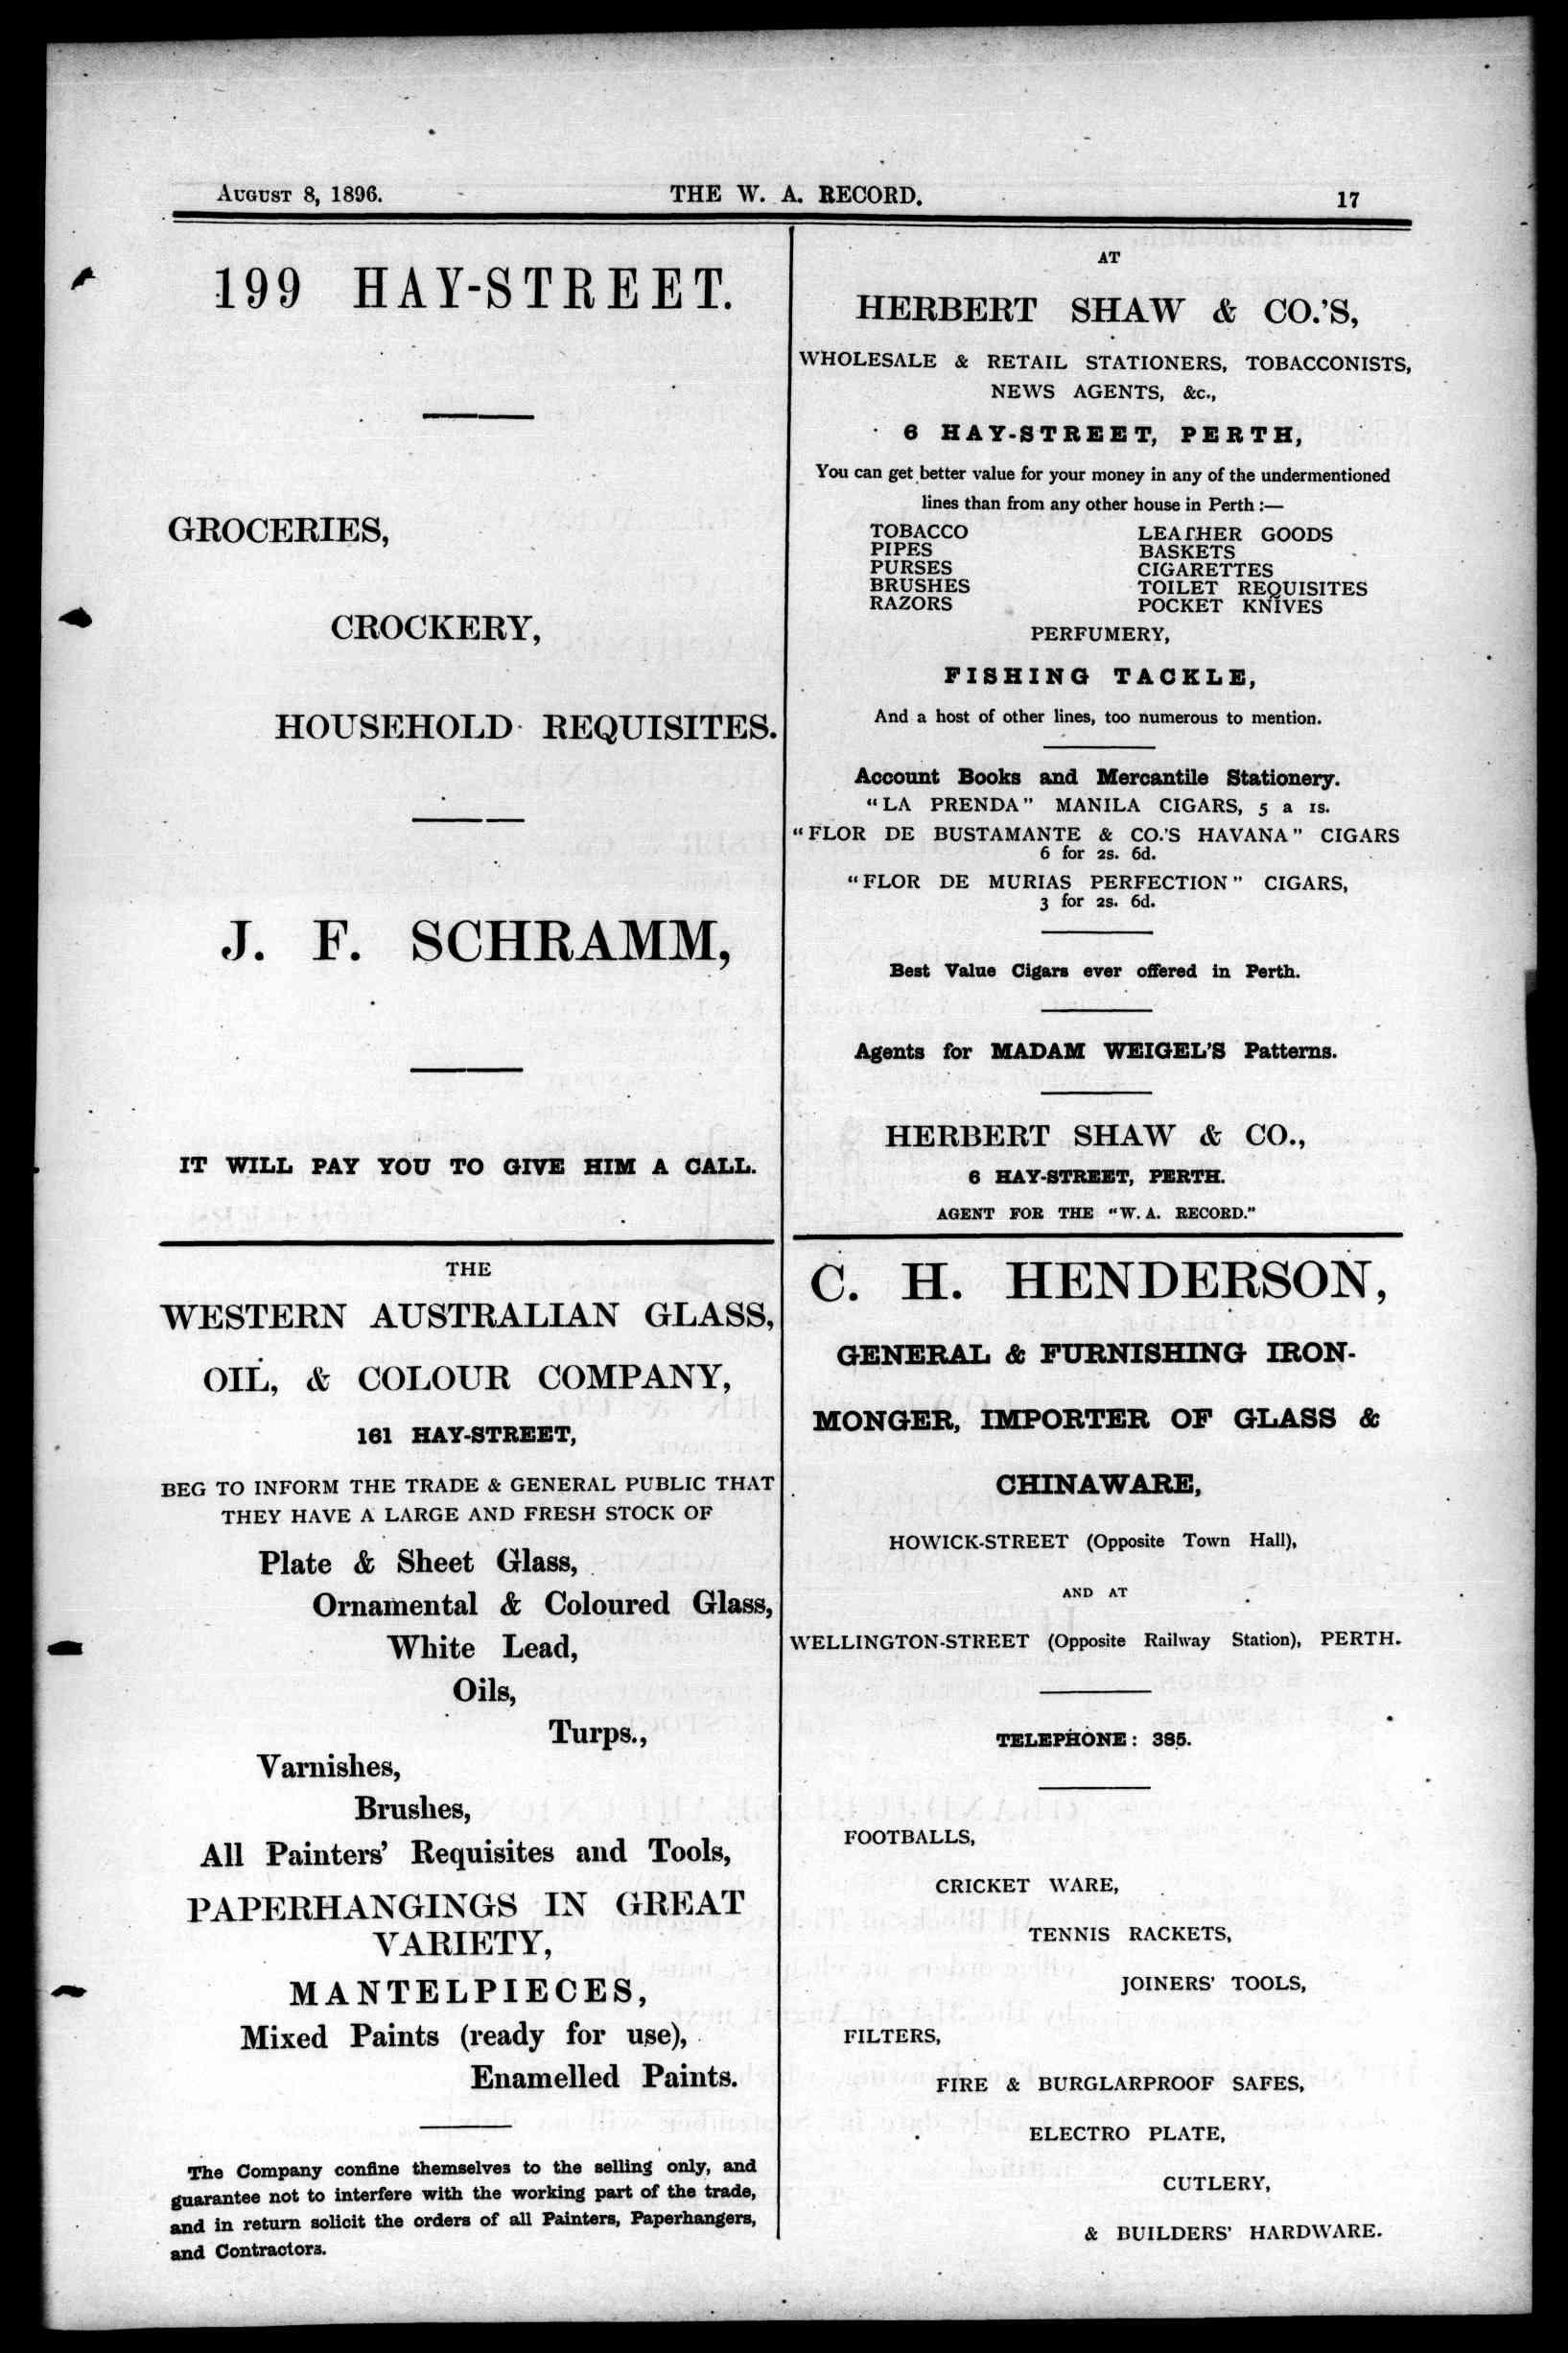 AUGUST 8, 1896.
THE W. A. RECORD.
17
199 HAY-STREET.
GROCERIES,
CROCKERY,
HOUSEHOLD REQUISITES.
J. F. SCHRAMM,
IT WILL PAY YOU TO GIVE HIM A CALL.
THE
WESTERN AUSTRALIAN GLASS,
OIL, & COLOUR COMPANY,
161 HAY-STREET,
BEG TO INFORM THE TRADE & GENERAL PUBLIC THAT
THEY HAVE A LARGE AND FRESH STOCK OF
Plate & Sheet Glass,
Ornamental & Coloured Glass,
White Lead,
Oils,
Turps.,
Varnishes,
Brushes,
All Painters' Requisites and Tools,
PAPERHANGINGS IN GREAT
VARIETY,
MANTELPIECES,
Mixed Paints (ready for use),
Enamelled Paints.
The Company confine themselves to the selling only, and
guarantee not to interfere with the working part of the trade,
and in return solicit the orders of all Painters, Paperhangers,
and Contractors.
AT
HERBERT SHAW & CO.'S,
WHOLESALE & RETAIL STATIONERS, TOBACCONISTS,
NEWS AGENTS, &c.,
6 HAY-STREET, PERTH,
You can get better value for your money in any of the undermentioned
lines than from any other house in Perth :—
TOBACCO LEATHER GOODS
PIPES BASKETS
PURSES CIGARETTES
BRUSHES TOILET REQUISITES
RAZORS POCKET KNIVES
PERFUMERY,
FISHING TACKLE,
And a host of other lines, too numerous to mention.
Account Books and Mercantile Stationery.
"LA PRENDA" MANILA CIGARS, 5 a 1s.
"FLOR DE BUSTAMANTE & CO.'S HAVANA" CIGARS
6 for 2s. 6d.
"FLOR DE MURIAS PERFECTION" CIGARS,
3 for 2s. 6d.
Best Value Cigars ever offered in Perth.
Agents for MADAM WEIGEL'S Patterns.
HERBERT SHAW & CO.,
6 HAY-STREET, PERTH.
AGENT FOR THE "W. A. RECORD."
C. H. HENDERSON,
GENERAL & FURNISHING IRON-
MONGER, IMPORTER OF GLASS &
CHINAWARE,
HOWICK-STREET (Opposite Town Hall),
AND AT
WELLINGTON-STREET (Opposite Railway Station), PERTH.
TELEPHONE: 385.
FOOTBALLS,
CRICKET WARE,
TENNIS RACKETS,
JOINERS' TOOLS,
FILTERS,
FIRE & BURGLARPROOF SAFES,
ELECTRO PLATE,
CUTLERY,
& BUILDERS' HARDWARE.